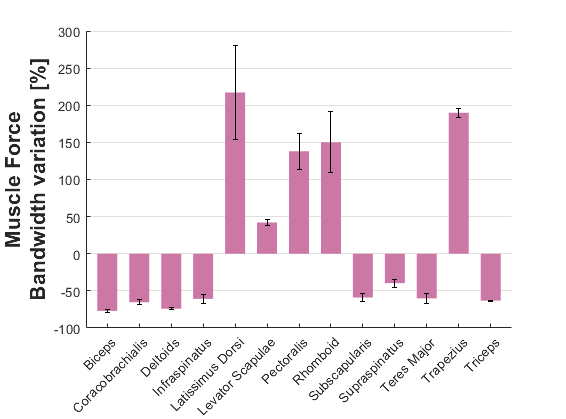 Muscle Force
Bandwidth variation [%]
300
250
200
150
100
50
0
-50
-100
Biceps
Coracobrachialis
Deltoids
Infraspinatus
Latissimus Dorsi
Levator Scapulae
Pectoralis
Rhomboid
Subscapularis
Supraspinatus
Teres Major
Trapezius
Triceps